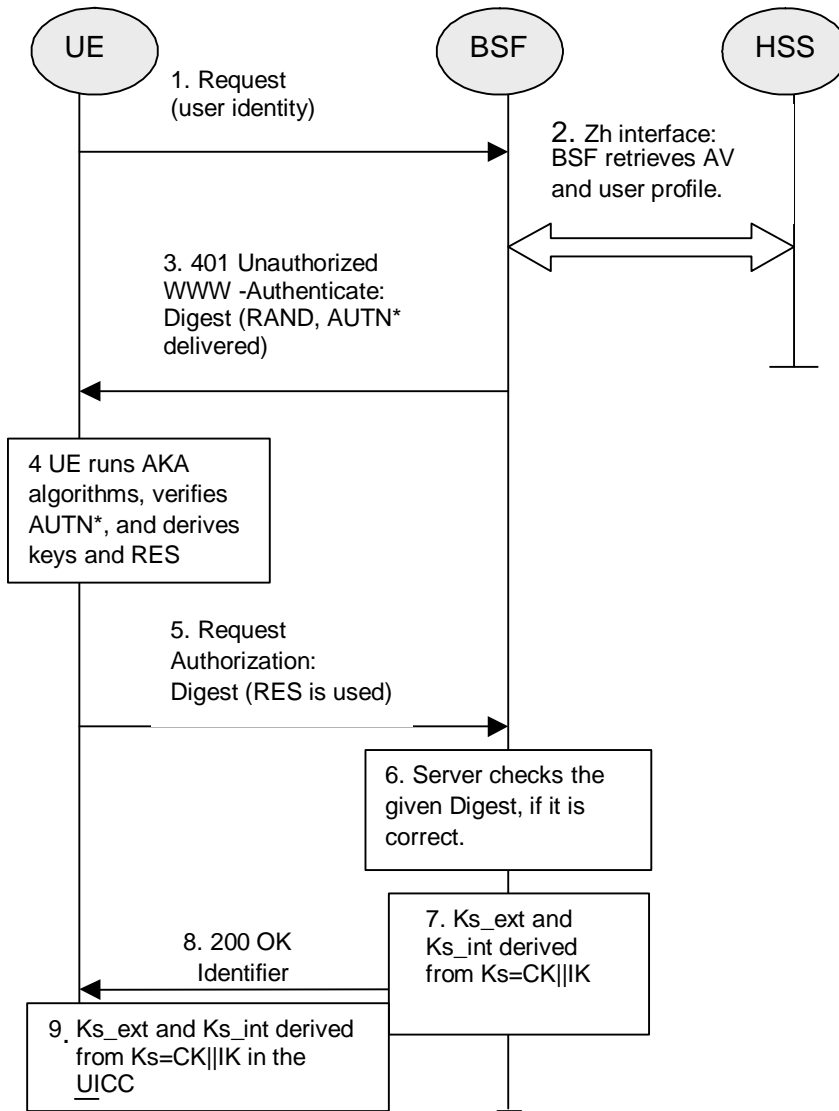 UE
BSF
HSS
1. Request
(user identity)
2. Zh interface:
BSF retrieves AV
and user profile.
3. 401 Unauthorized
WWW -Authenticate:
Digest (RAND, AUTN*
delivered)
4 UE runs AKA
algorithms, verifies
AUTN*, and derives
keys and RES
5. Request
Authorization:
Digest (RES is used)
6. Server checks the
given Digest, if it is
correct.
7. Ks_ext and
Ks_int derived
from Ks=CK||IK
8. 200 OK
Identifier
9. Ks_ext and Ks_int derived
from Ks=CK||IK in the
UICC